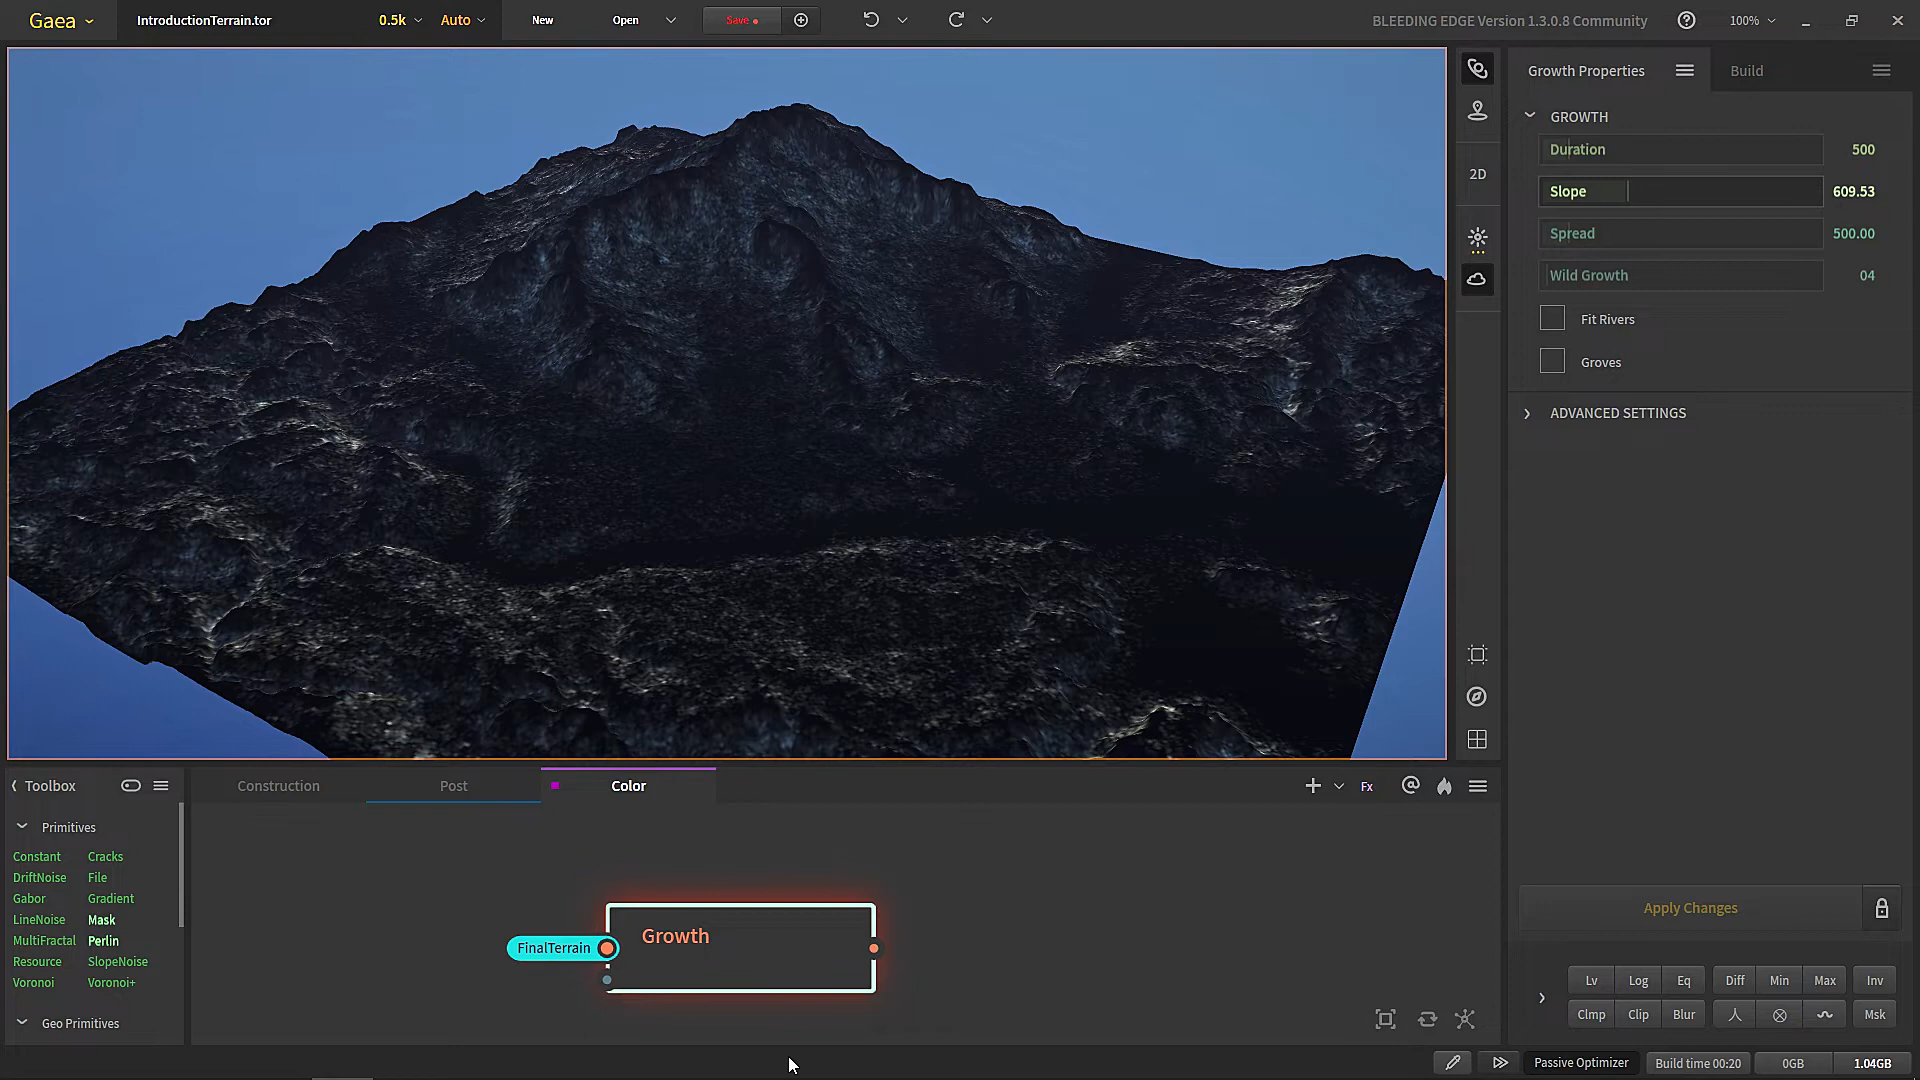 Gaea IntroductionTerrain.tor 0.5k Auto New Open Save BLEEDING EDGE Version 1.3.0.8 Community 100%
Growth Properties Build
GROWTH
Duration 500
Slope 609.53
2D
Spread 500.00
Wild Growth 04
Fit Rivers
Groves
ADVANCED SETTINGS
Toolbox Construction Post Color Fx
Primitives
Constant Cracks
DriftNoise File
Gabor Gradient
LineNoise Mask
MultiFractal Perlin
Resource SlopeNoise
Voronoi Voronoi+
Geo Primitives
Growth
FinalTerrain
Apply Changes
Lv Log Eq Diff Min Max Inv
Clmp Clip Blur Msk
Passive Optimizer Build time 00:20 0GB 1.04GB